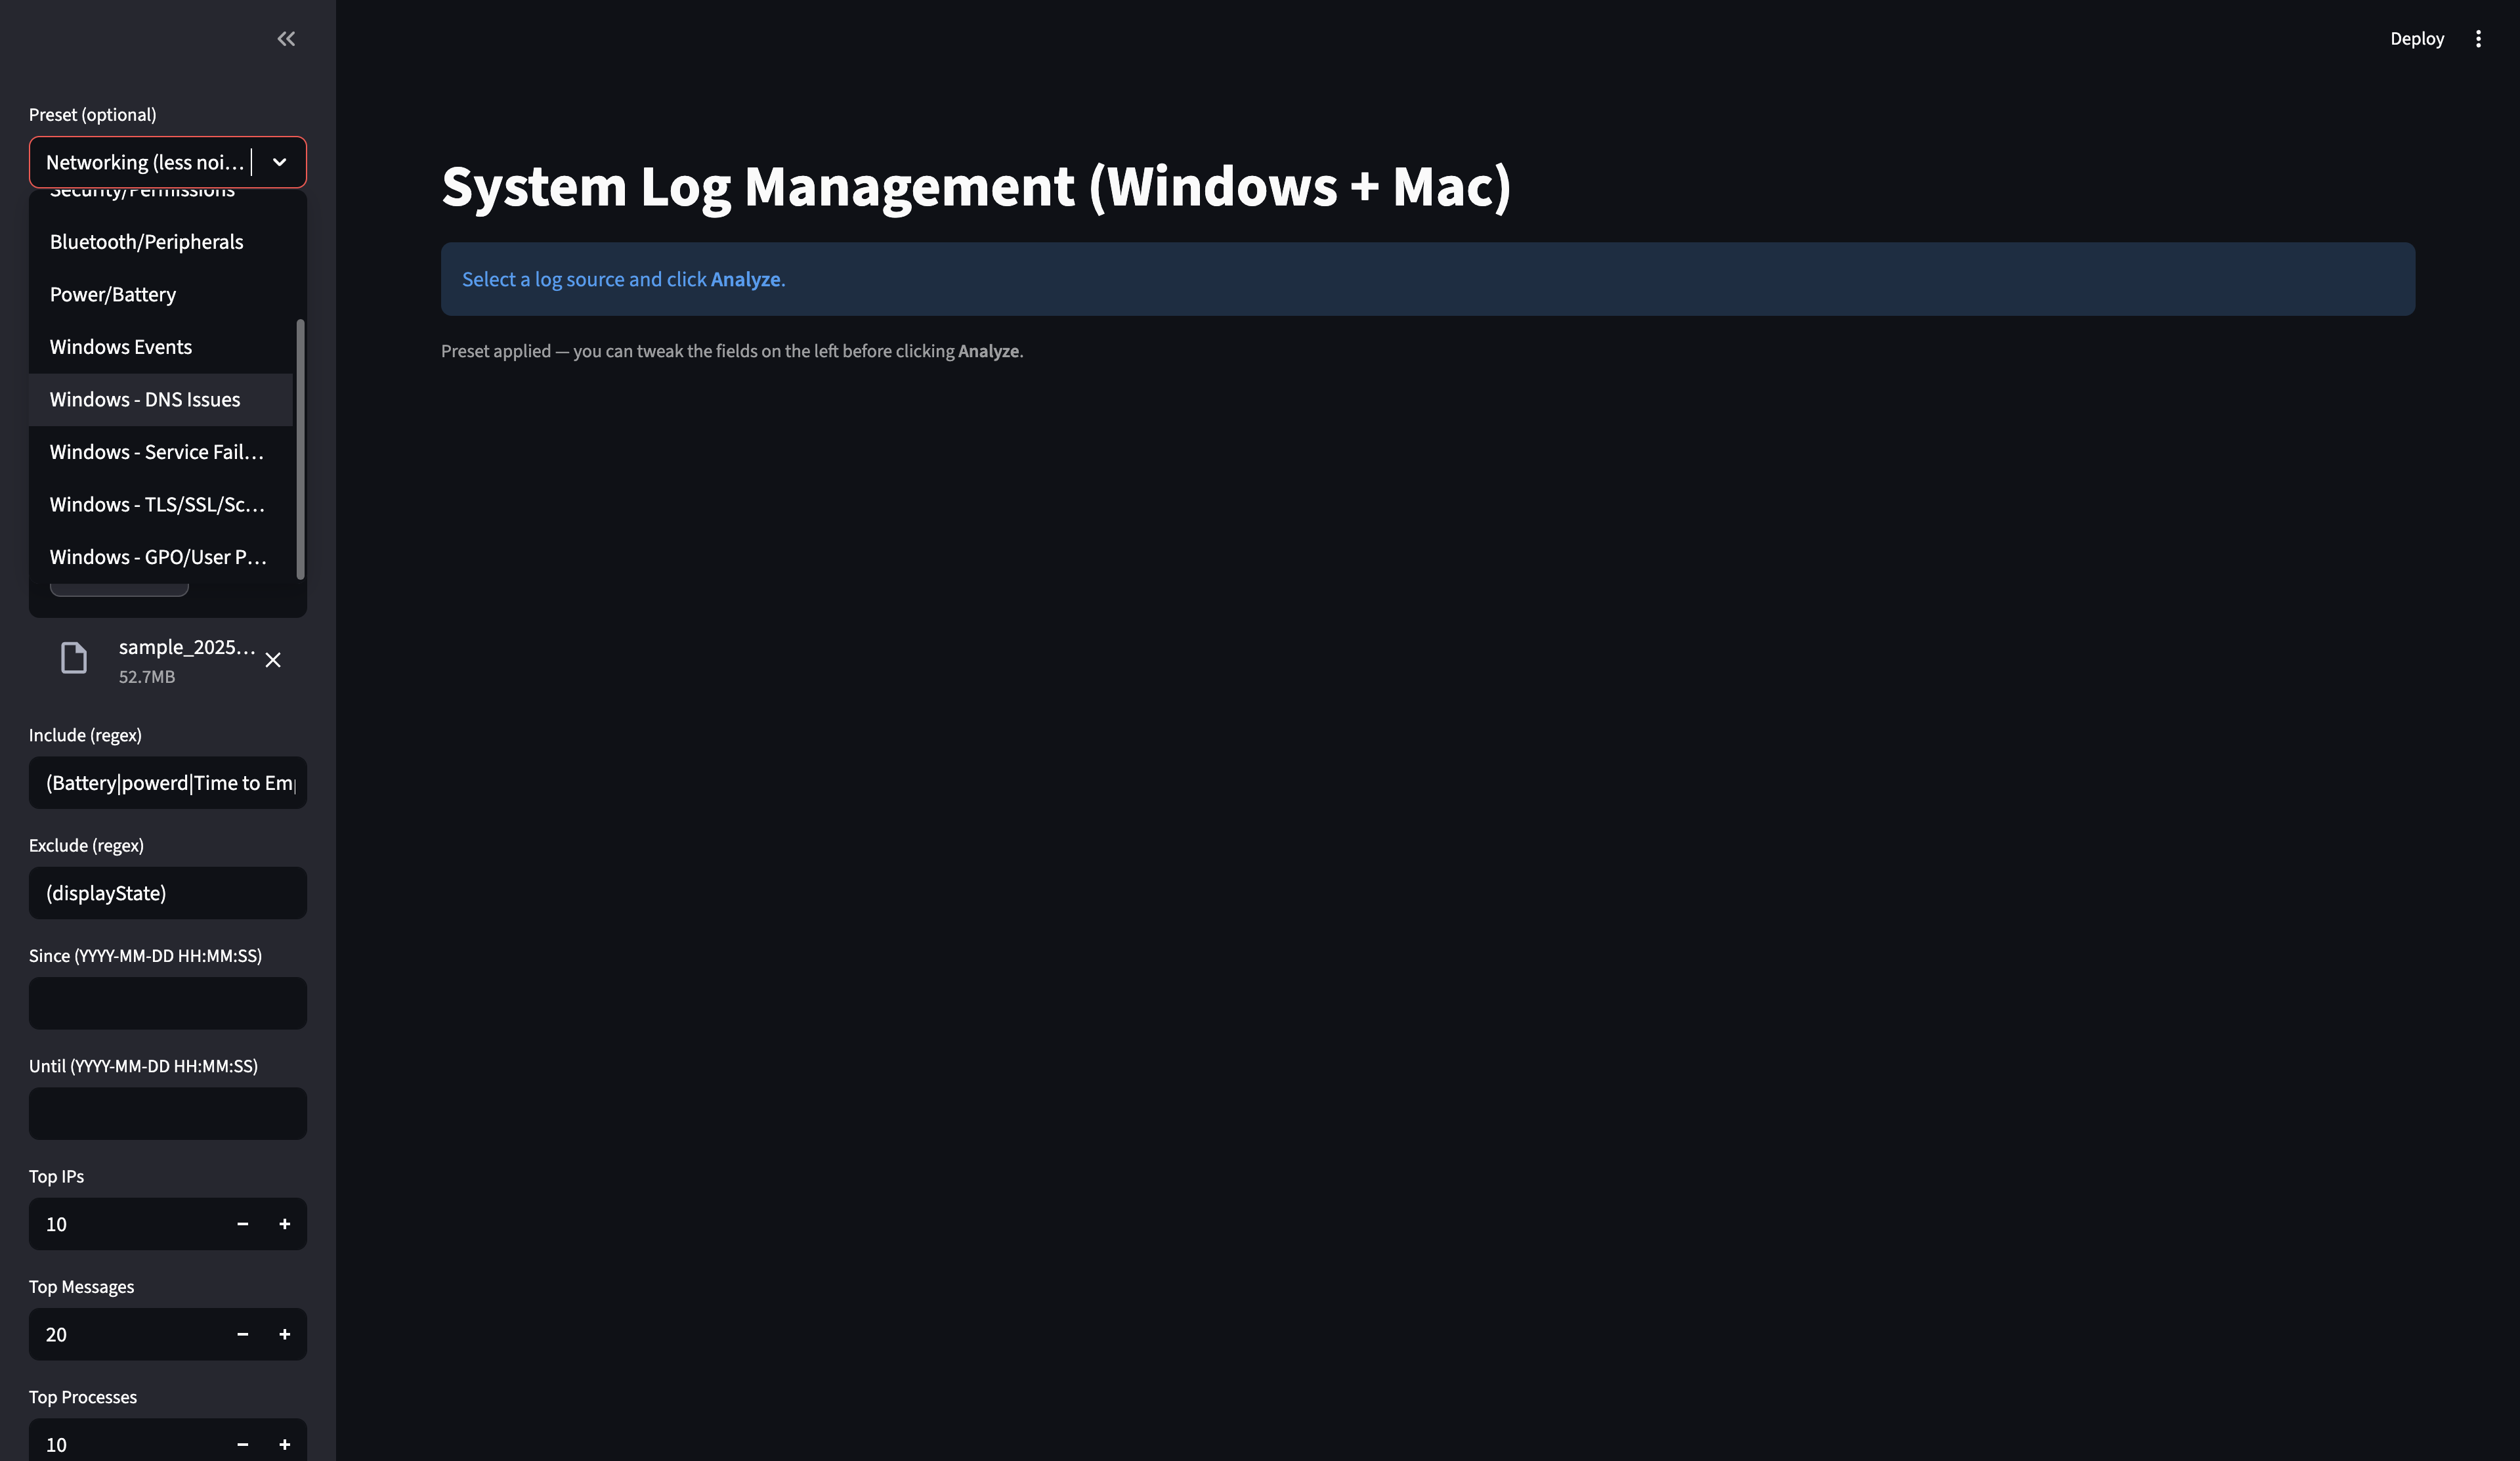 Deploy
Preset (optional)
Networking (less noi…
Security/Permissions
Bluetooth/Peripherals
Power/Battery
Windows Events
Windows - DNS Issues
Windows - Service Fail…
Windows - TLS/SSL/Sc…
Windows - GPO/User P…
sample_2025…
52.7MB
Include (regex)
(Battery|powerd|Time to Em
Exclude (regex)
(displayState)
Since (YYYY-MM-DD HH:MM:SS)
Until (YYYY-MM-DD HH:MM:SS)
Top IPs
10
Top Messages
20
Top Processes
10
System Log Management (Windows + Mac)
Select a log source and click Analyze.
Preset applied — you can tweak the fields on the left before clicking Analyze.